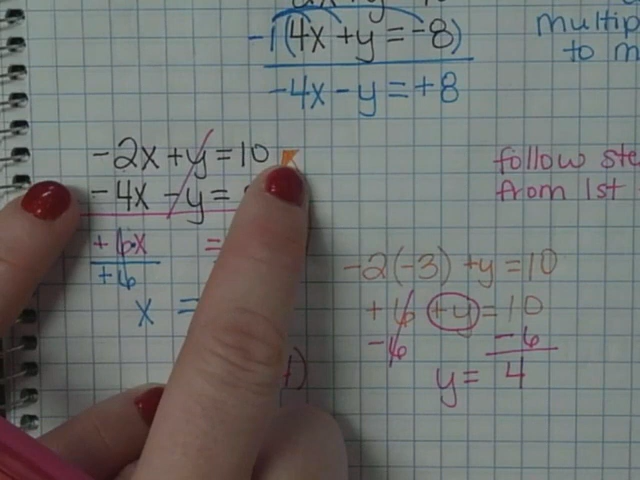 -1(4x +y = -8)
multip
to m
-4x - y = +8
-2x + y = 10
-4x - y =
follow ste
from 1st
+6x =
+6
x =
-2(-3) + y = 10
+6 +y = 10
-6 -6
y = 4